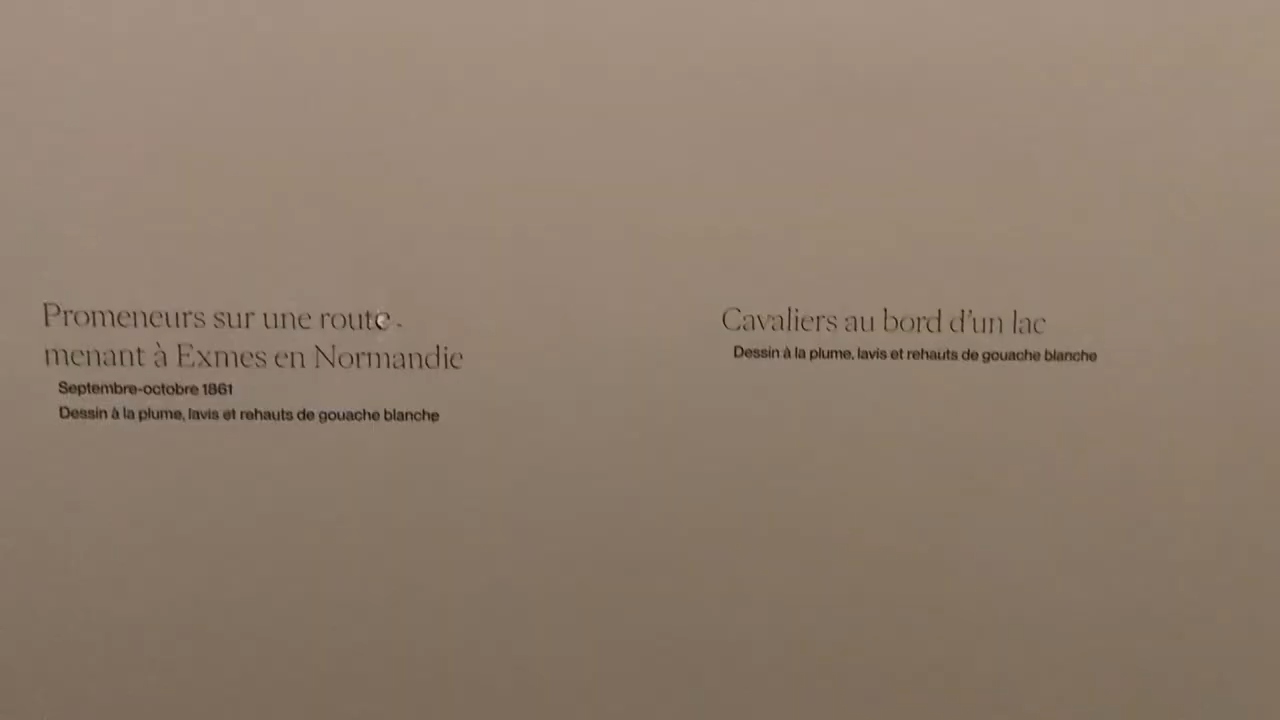 Promeneurs sur une route
menant à Exmes en Normandie
Septembre-octobre 1861
Dessin à la plume, lavis et rehauts de gouache blanche
Cavaliers au bord d'un lac
Dessin à la plume, lavis et rehauts de gouache blanche